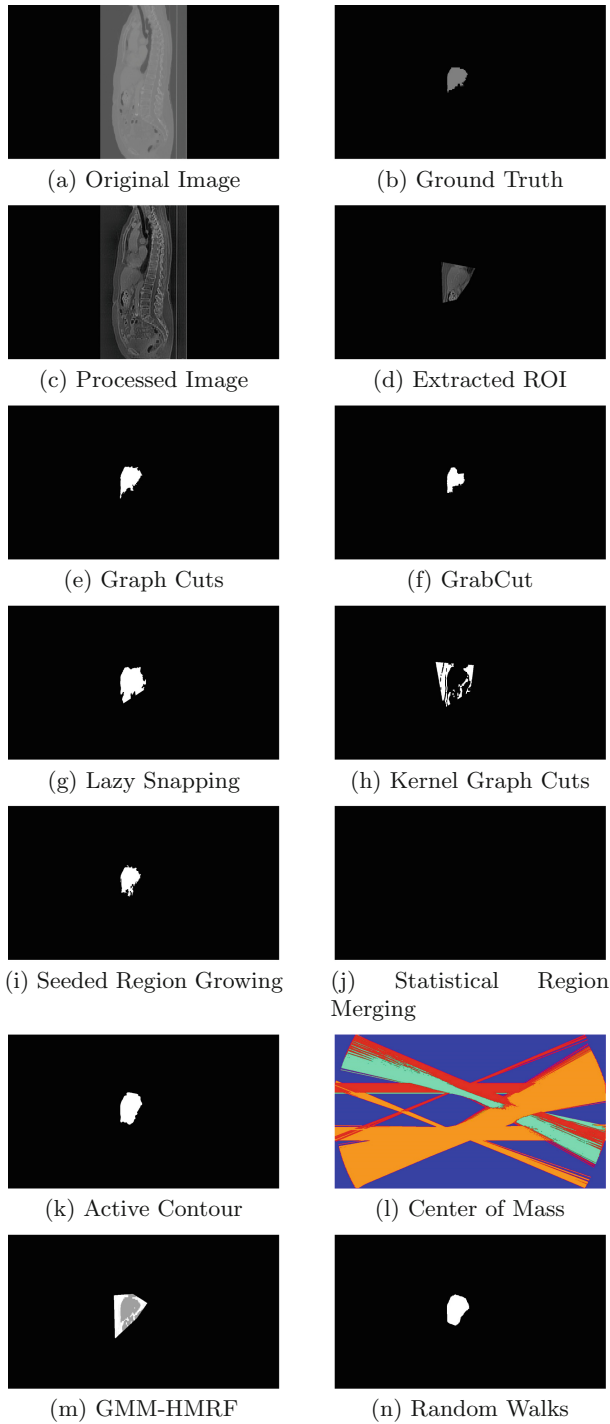 (a) Original Image
(b) Ground Truth
(c) Processed Image
(d) Extracted ROI
(e) Graph Cuts
(f) GrabCut
(g) Lazy Snapping
(h) Kernel Graph Cuts
(i) Seeded Region Growing
(j) Statistical Region
Merging
(k) Active Contour
(l) Center of Mass
(m) GMM-HMRF
(n) Random Walks